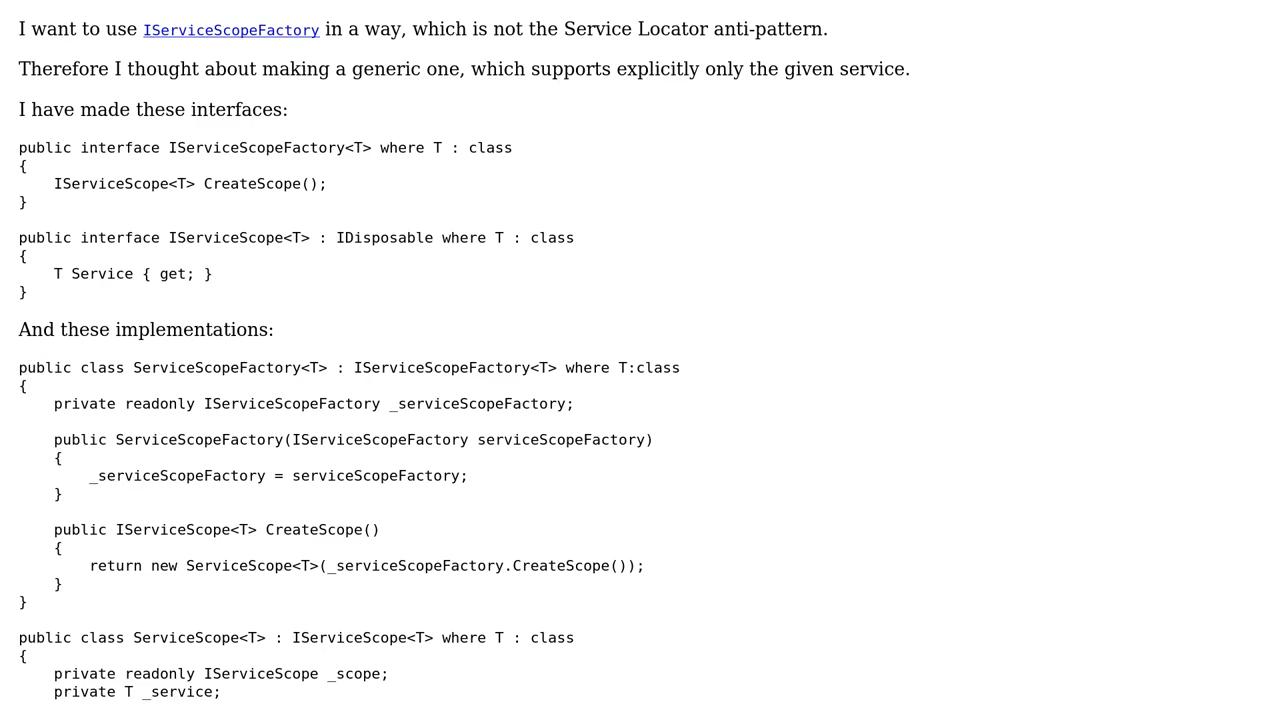 I want to use IServiceScopeFactory in a way, which is not the Service Locator anti-pattern.
Therefore I thought about making a generic one, which supports explicitly only the given service.
I have made these interfaces:
public interface IServiceScopeFactory<T> where T : class
{
    IServiceScope<T> CreateScope();
}
public interface IServiceScope<T> : IDisposable where T : class
{
    T Service { get; }
}
And these implementations:
public class ServiceScopeFactory<T> : IServiceScopeFactory<T> where T:class
{
    private readonly IServiceScopeFactory _serviceScopeFactory;
    public ServiceScopeFactory(IServiceScopeFactory serviceScopeFactory)
    {
        _serviceScopeFactory = serviceScopeFactory;
    }
    public IServiceScope<T> CreateScope()
    {
        return new ServiceScope<T>(_serviceScopeFactory.CreateScope());
    }
}
public class ServiceScope<T> : IServiceScope<T> where T : class
{
    private readonly IServiceScope _scope;
    private T _service;